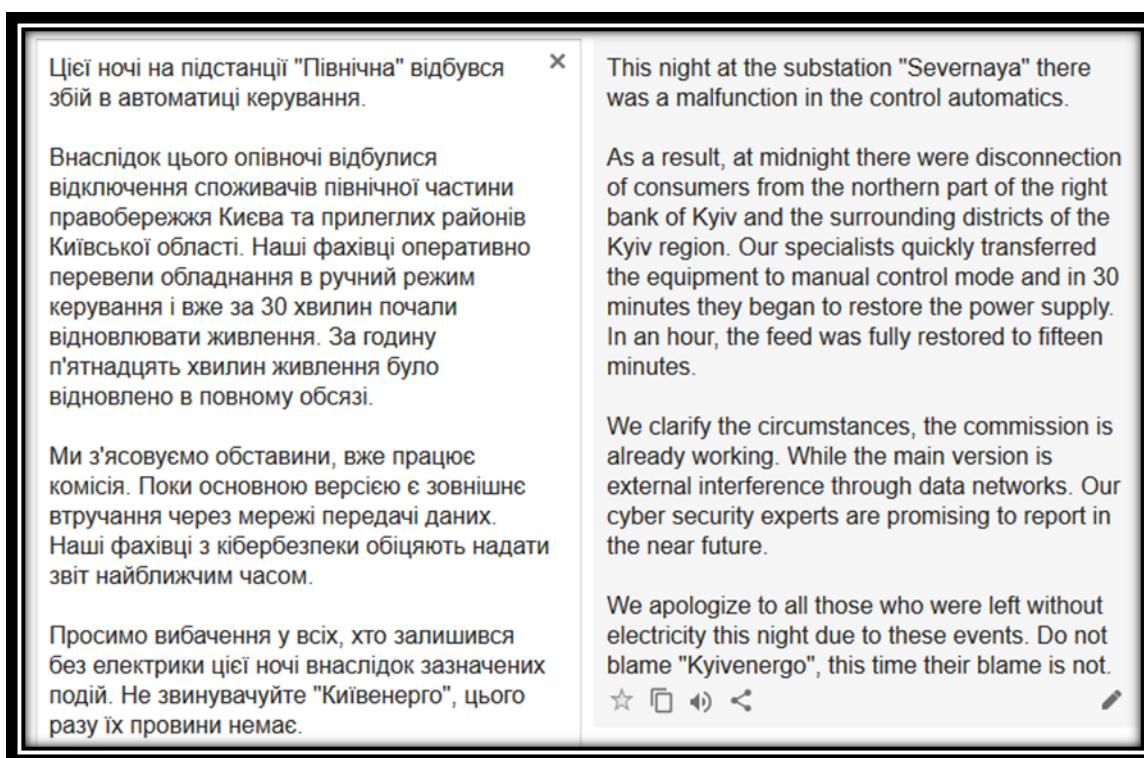 Цієї ночі на підстанції "Північна" відбувся
збій в автоматиці керування.
Внаслідок цього опівночі відбулися
відключення споживачів північної частини
правобережжя Києва та прилеглих районів
Київської області. Наші фахівці оперативно
перевели обладнання в ручний режим
керування і вже за 30 хвилин почали
відновлювати живлення. За годину
п'ятнадцять хвилин живлення було
відновлено в повному обсязі.
Ми з'ясовуємо обставини, вже працює
комісія. Поки основною версією є зовнішнє
втручання через мережі передачі даних.
Наші фахівці з кібербезпеки обіцяють надати
звіт найближчим часом.
Просимо вибачення у всіх, хто залишився
без електрики цієї ночі внаслідок зазначених
подій. Не звинувачуйте "Київенерго", цього
разу їх провини немає.
This night at the substation "Severnaya" there
was a malfunction in the control automatics.
As a result, at midnight there were disconnection
of consumers from the northern part of the right
bank of Kyiv and the surrounding districts of the
Kyiv region. Our specialists quickly transferred
the equipment to manual control mode and in 30
minutes they began to restore the power supply.
In an hour, the feed was fully restored to fifteen
minutes.
We clarify the circumstances, the commission is
already working. While the main version is
external interference through data networks. Our
cyber security experts are promising to report in
the near future.
We apologize to all those who were left without
electricity this night due to these events. Do not
blame "Kyivenergo", this time their blame is not.